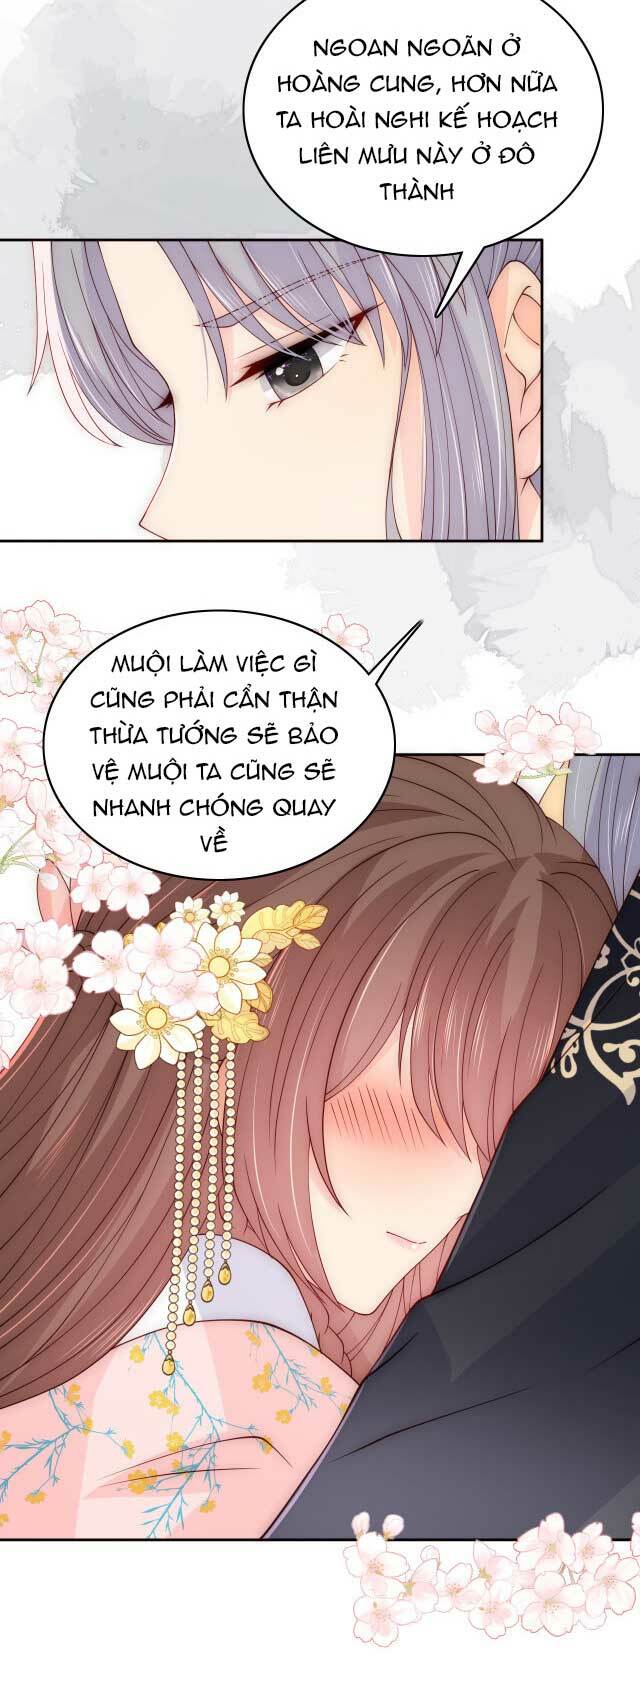 NGOAN NGOÃN Ở
HOÀNG CUNG, HƠN NỮA
TA HOÀI NGHI KẾ HOẠCH
LIÊN MƯU NÀY Ở ĐÔ
THÀNH
MUỘI LÀM VIỆC GÌ
CŨNG PHẢI CẨN THẬN
THỪA TƯỚNG SẼ BẢO
VỆ MUỘI TA CŨNG SẼ
NHANH CHÓNG QUAY
VỀ